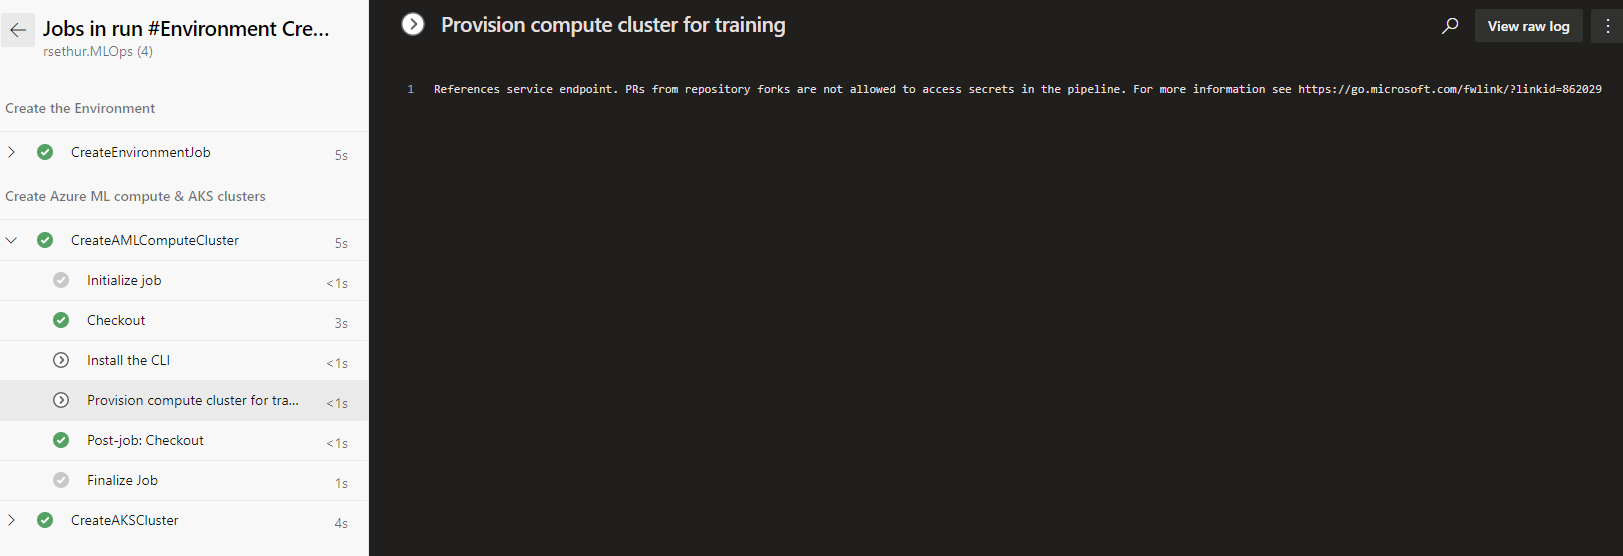 Jobs in run #Environment Cre...
rsethur.MLOps (4)
Create the Environment
CreateEnvironmentJob 5s
Create Azure ML compute & AKS clusters
CreateAMLComputeCluster 5s
Initialize job <1s
Checkout 3s
Install the CLI <1s
Provision compute cluster for tra... <1s
Post-job: Checkout <1s
Finalize Job 1s
CreateAKSCluster 4s
Provision compute cluster for training
View raw log
1 References service endpoint. PRs from repository forks are not allowed to access secrets in the pipeline. For more information see https://go.microsoft.com/fwlink/?linkid=862029